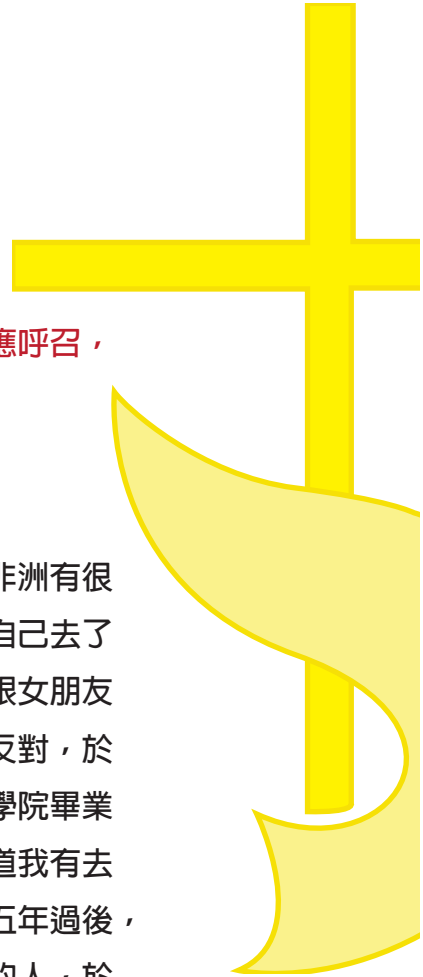 應呼召，
非洲有很
自己去了
跟女朋友
反對，於
學院畢業
道我有去
五年過後，
的人，於